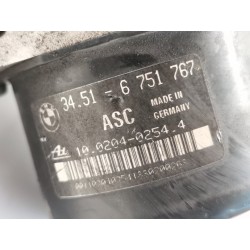 34.51 - 6 751 767
ASC
MADE IN
GERMANY
10.0204-0254.4